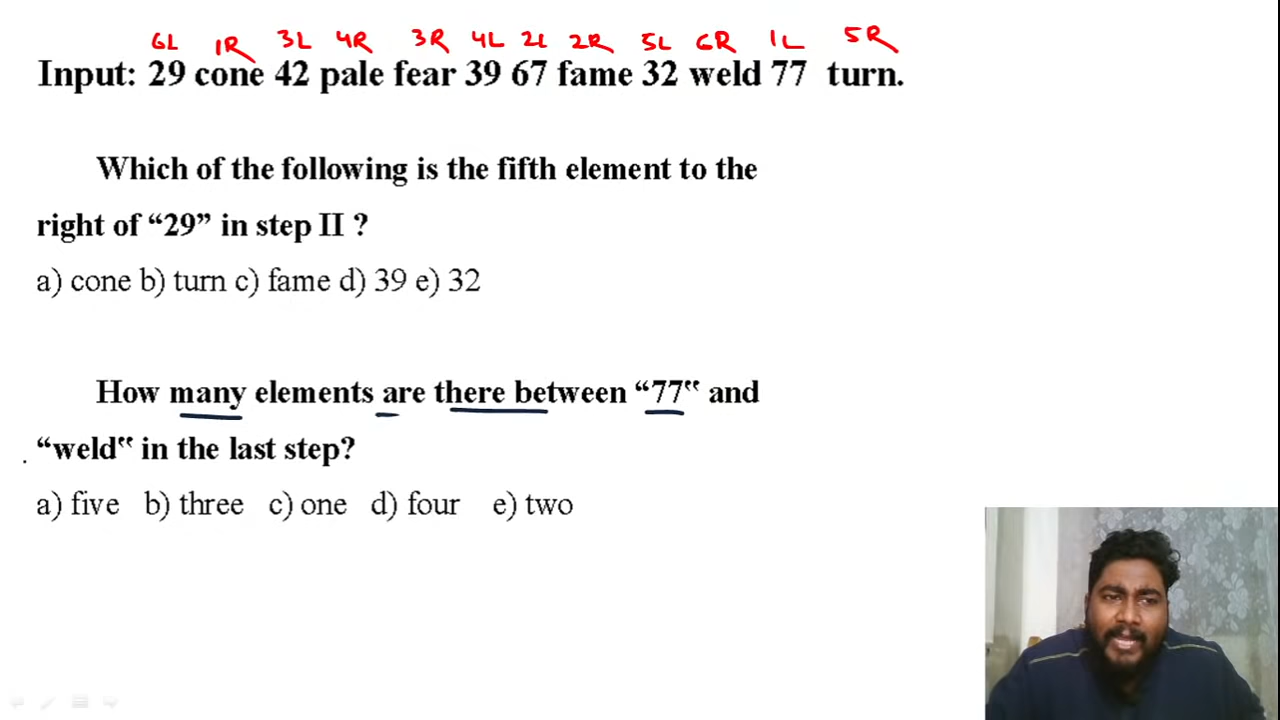 6L 1R 3L 4R 3R 4L 2L 2R 5L 6R 1L 5R
Input: 29 cone 42 pale fear 39 67 fame 32 weld 77 turn.
Which of the following is the fifth element to the
right of “29” in step II ?
a) cone b) turn c) fame d) 39 e) 32
How many elements are there between “77‟ and
“weld‟ in the last step?
a) five b) three c) one d) four e) two